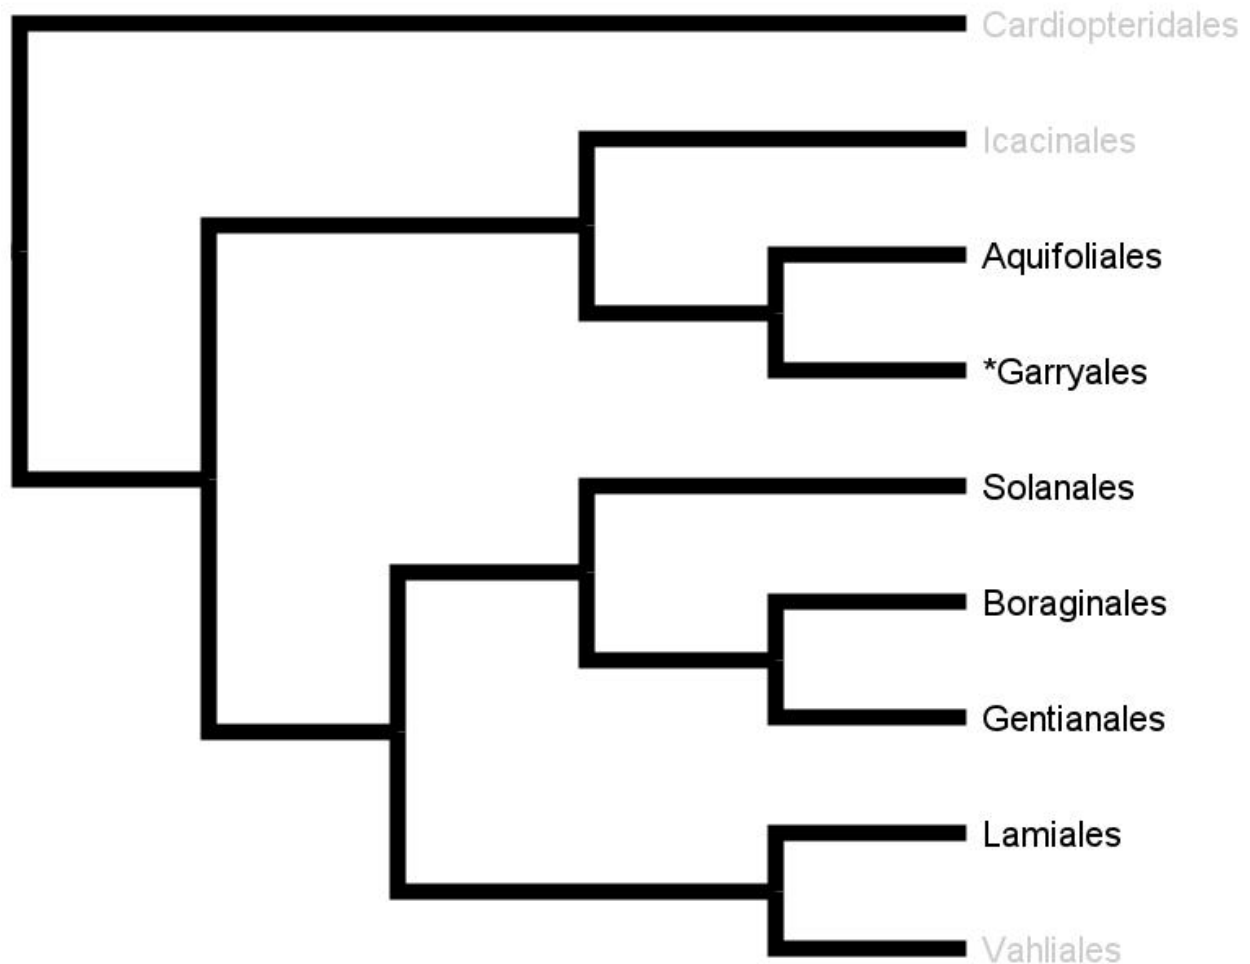 Cardiopteridales
Icacinales
Aquifoliales
*Garryales
Solanales
Boraginales
Gentianales
Lamiales
Vahliales